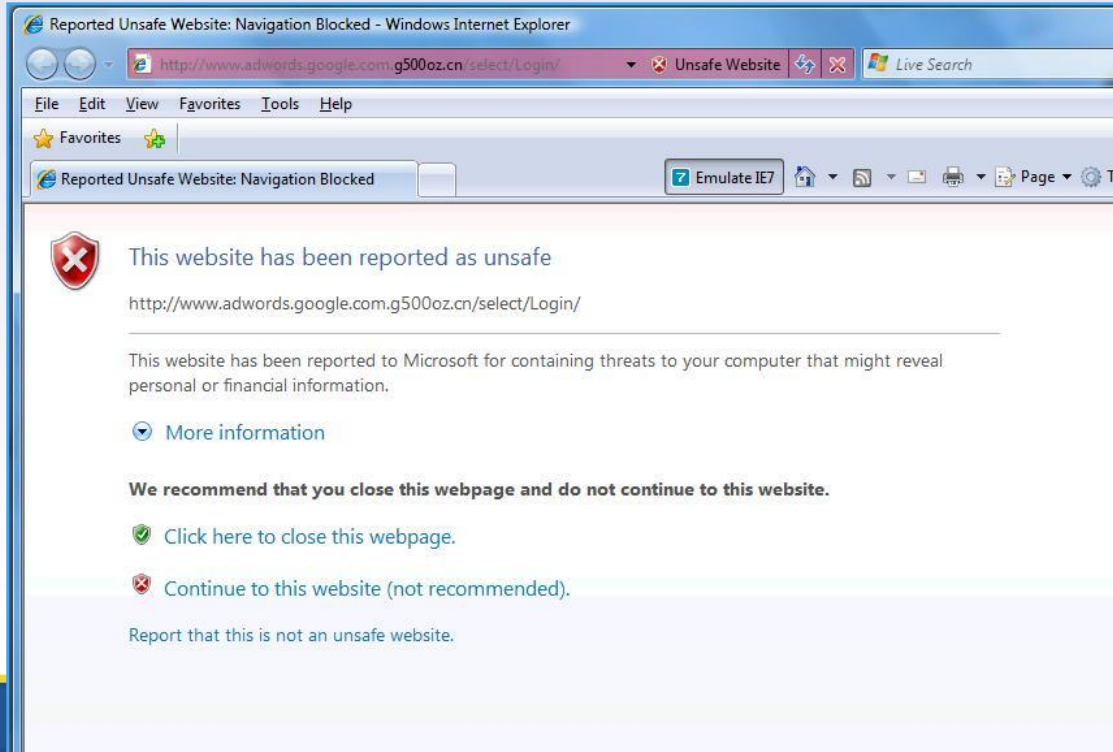 Reported Unsafe Website: Navigation Blocked - Windows Internet Explorer
http://www.adwords.google.com.g500oz.cn/select/Login/ Unsafe Website Live Search
File Edit View Favorites Tools Help
Favorites
Reported Unsafe Website: Navigation Blocked 7 Emulate IE7 Page T
This website has been reported as unsafe
http://www.adwords.google.com.g500oz.cn/select/Login/
This website has been reported to Microsoft for containing threats to your computer that might reveal
personal or financial information.
More information
We recommend that you close this webpage and do not continue to this website.
Click here to close this webpage.
Continue to this website (not recommended).
Report that this is not an unsafe website.